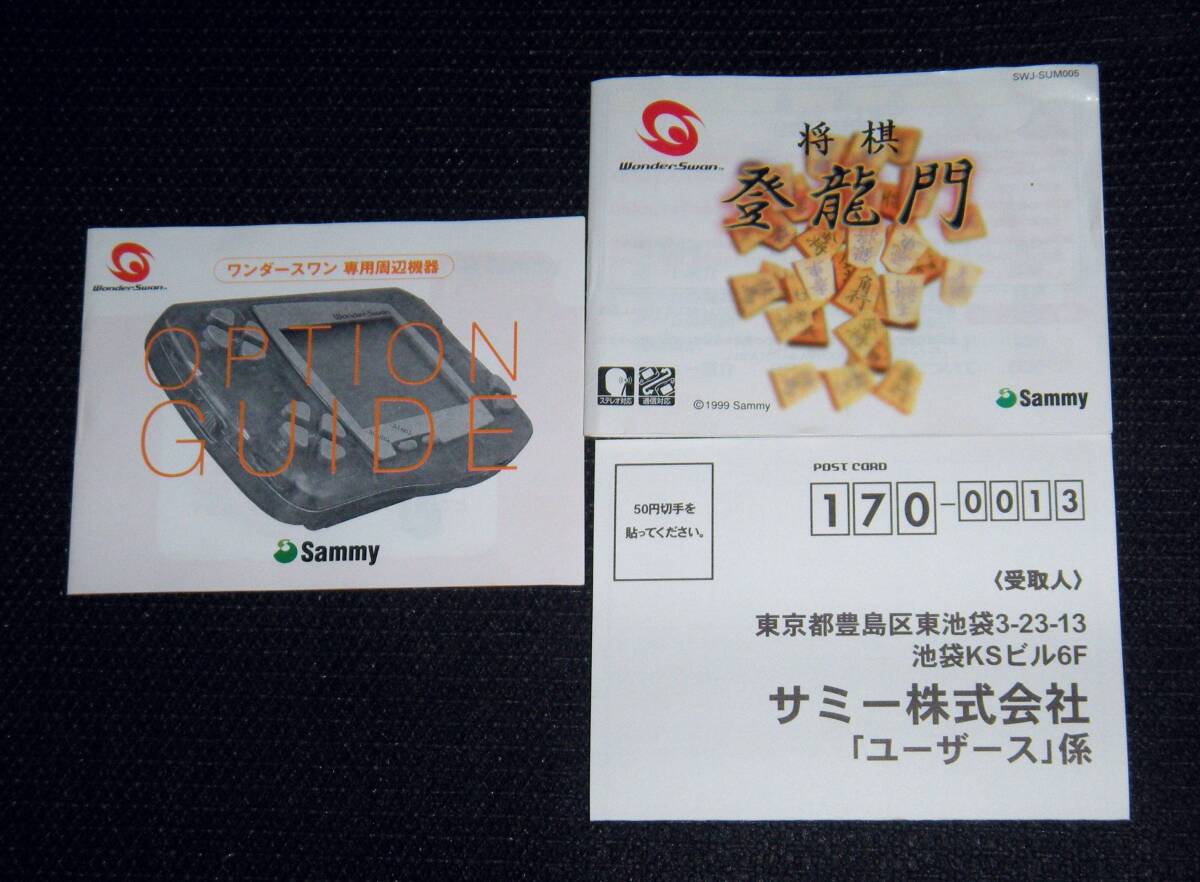 WonderSwan
ワンダースワン 専用周辺機器
WonderSwan
OPTION
GUIDE
Sammy
SWJ-SUM005
WonderSwan™
将棋
登龍門
ステレオ対応
通信対応
©1999 Sammy
Sammy
POST CARD
50円切手を
貼ってください。
170-0013
〈受取人〉
東京都豊島区東池袋3-23-13
池袋KSビル6F
サミー株式会社
「ユーザース」係